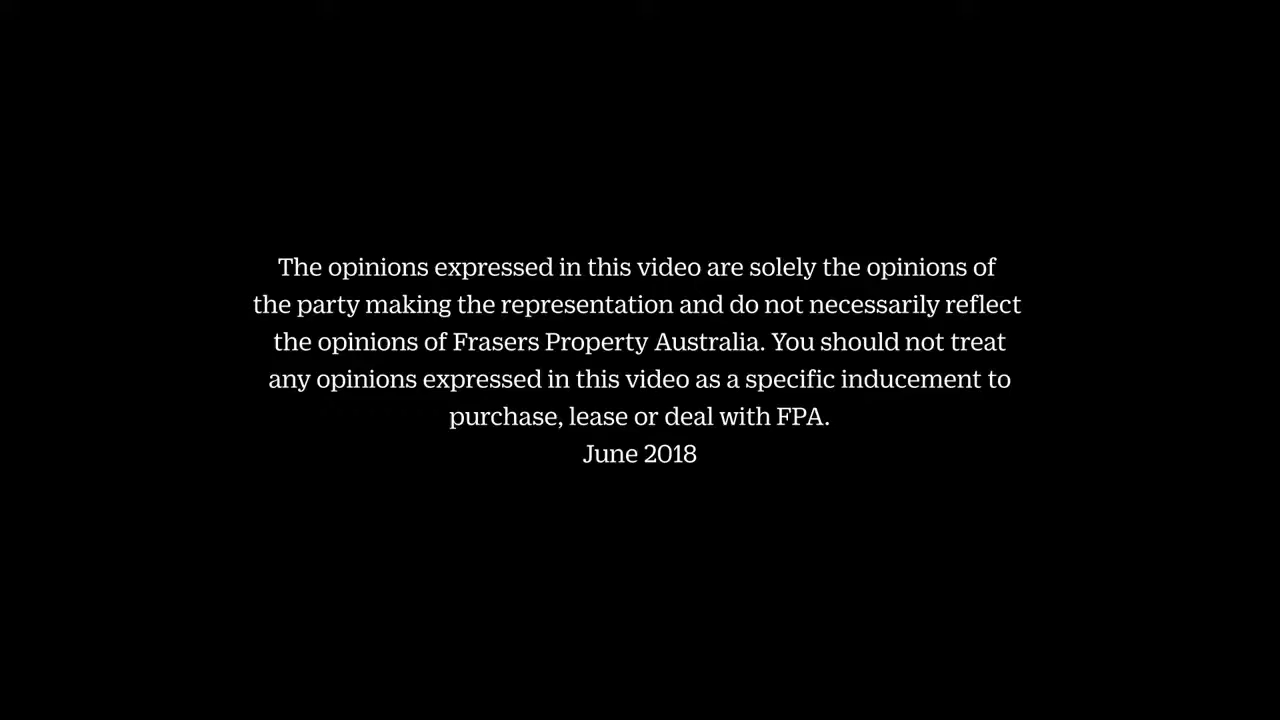 The opinions expressed in this video are solely the opinions of
the party making the representation and do not necessarily reflect
the opinions of Frasers Property Australia. You should not treat
any opinions expressed in this video as a specific inducement to
purchase, lease or deal with FPA.
June 2018